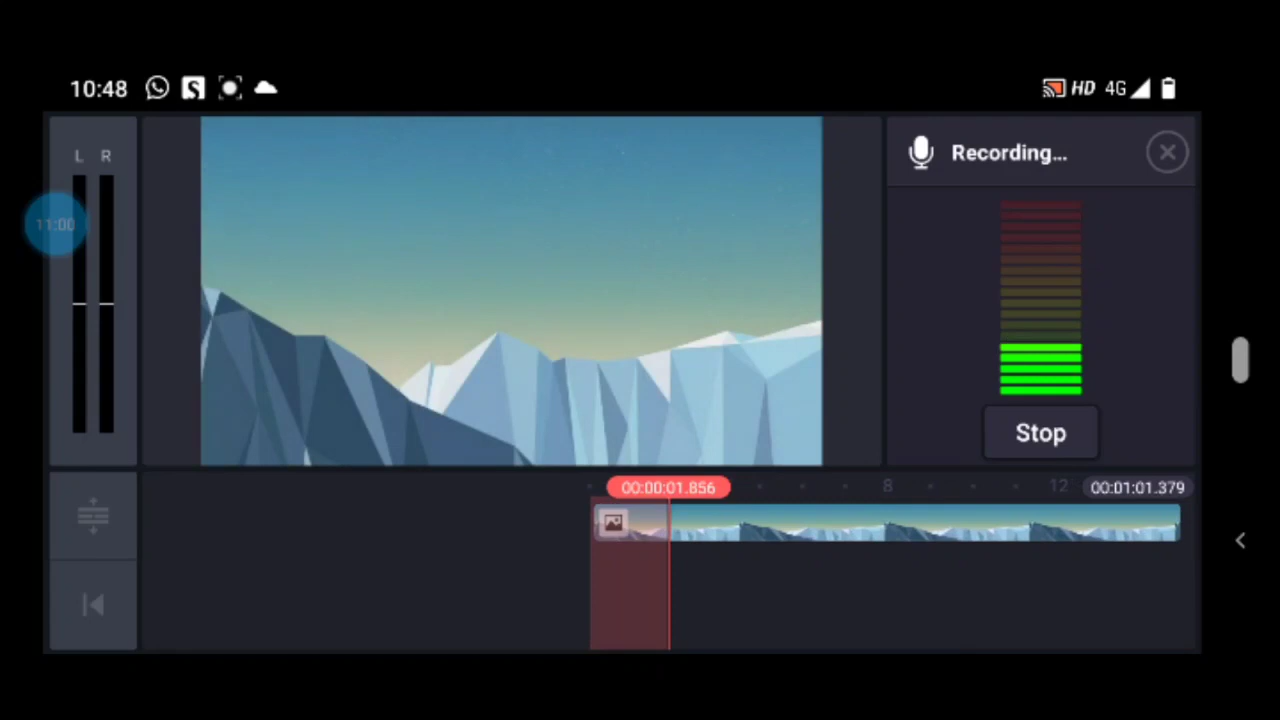 10:48 S HD 4G
L R
11:00
Recording...
Stop
00:00:01.856 8 12 00:01:01.379